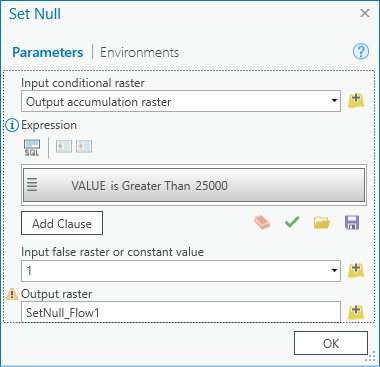 Set Null
Parameters | Environments
Input conditional raster
Output accumulation raster
Expression
SQL
VALUE is Greater Than 25000
Add Clause
Input false raster or constant value
1
Output raster
SetNull_Flow1
OK